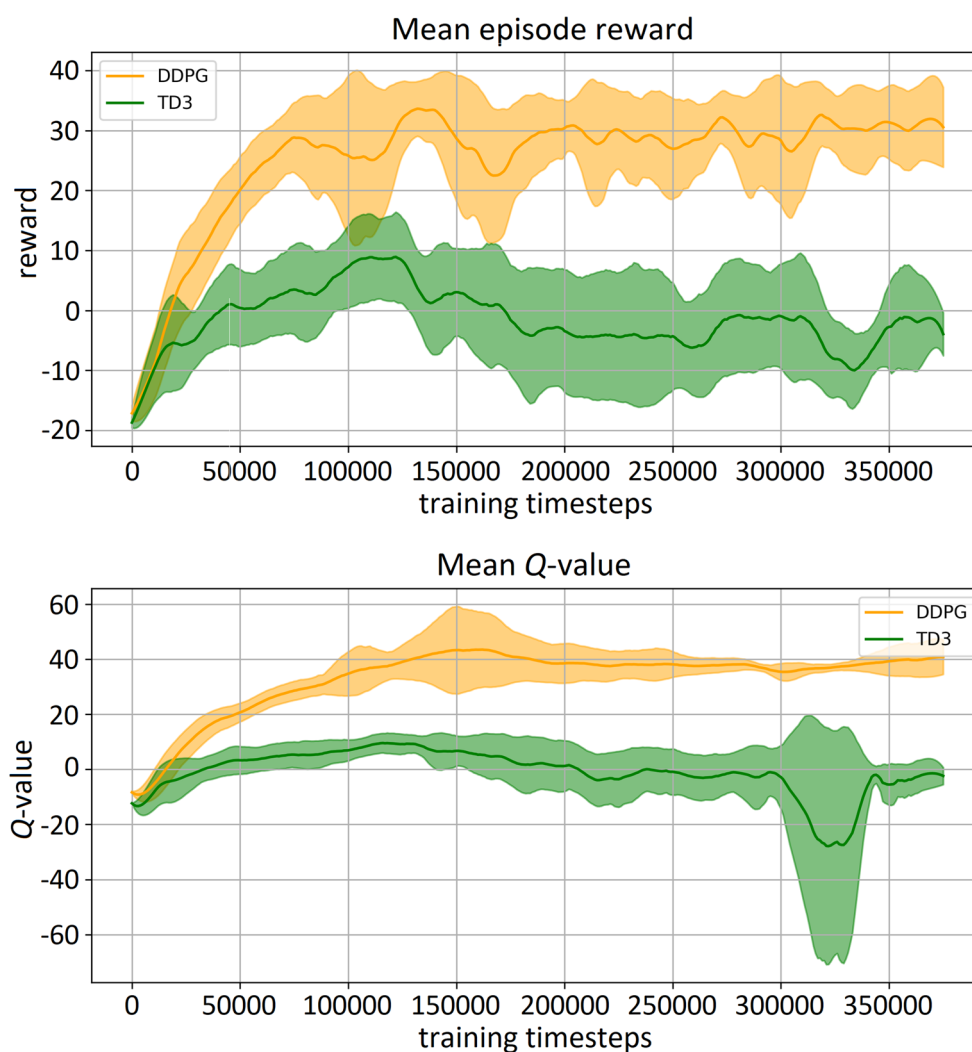 Mean episode reward
DDPG
TD3
reward
40
30
20
10
0
-10
-20
0 50000 100000 150000 200000 250000 300000 350000
training timesteps
Mean Q-value
DDPG
TD3
Q-value
60
40
20
0
-20
-40
-60
0 50000 100000 150000 200000 250000 300000 350000
training timesteps